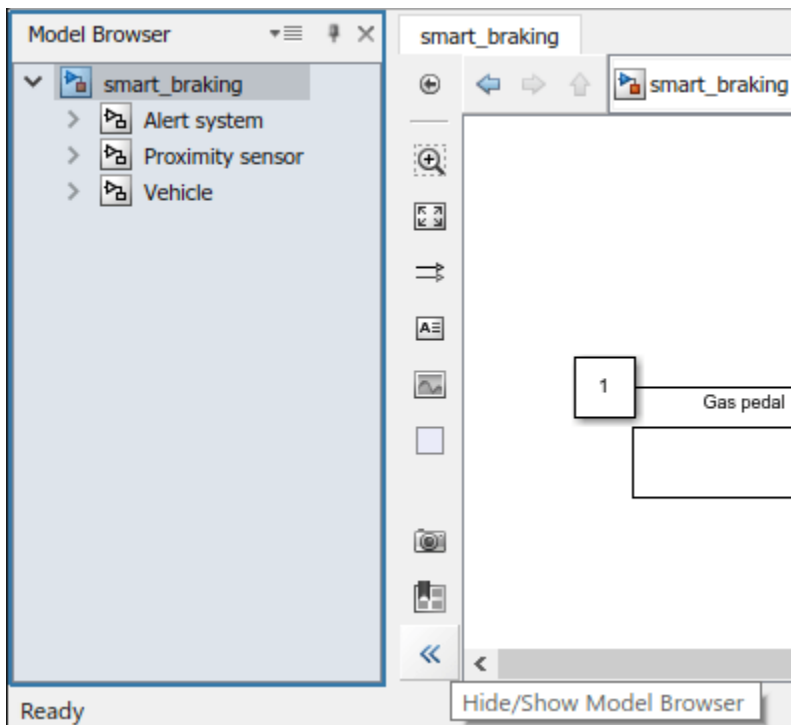 Model Browser
smart_braking
Alert system
Proximity sensor
Vehicle
smart_braking
smart_braking
A
1
Gas pedal
Hide/Show Model Browser
Ready